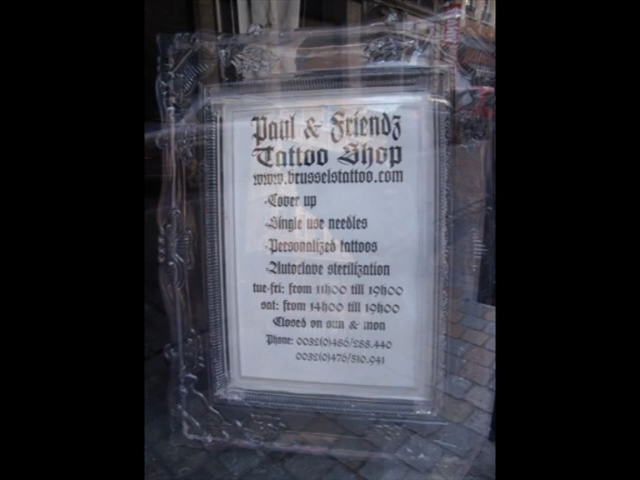 Paul & Friendz
Tattoo Shop
www.brusselstattoo.com
-Cover up
-Single use needles
-Personalized tattoos
-Autoclave sterilization
tue-fri: from 11h00 till 19h00
sat: from 14h00 till 19h00
Closed on sun & mon
Phone: 0032(0)486/288.440
0032(0)476/510.941